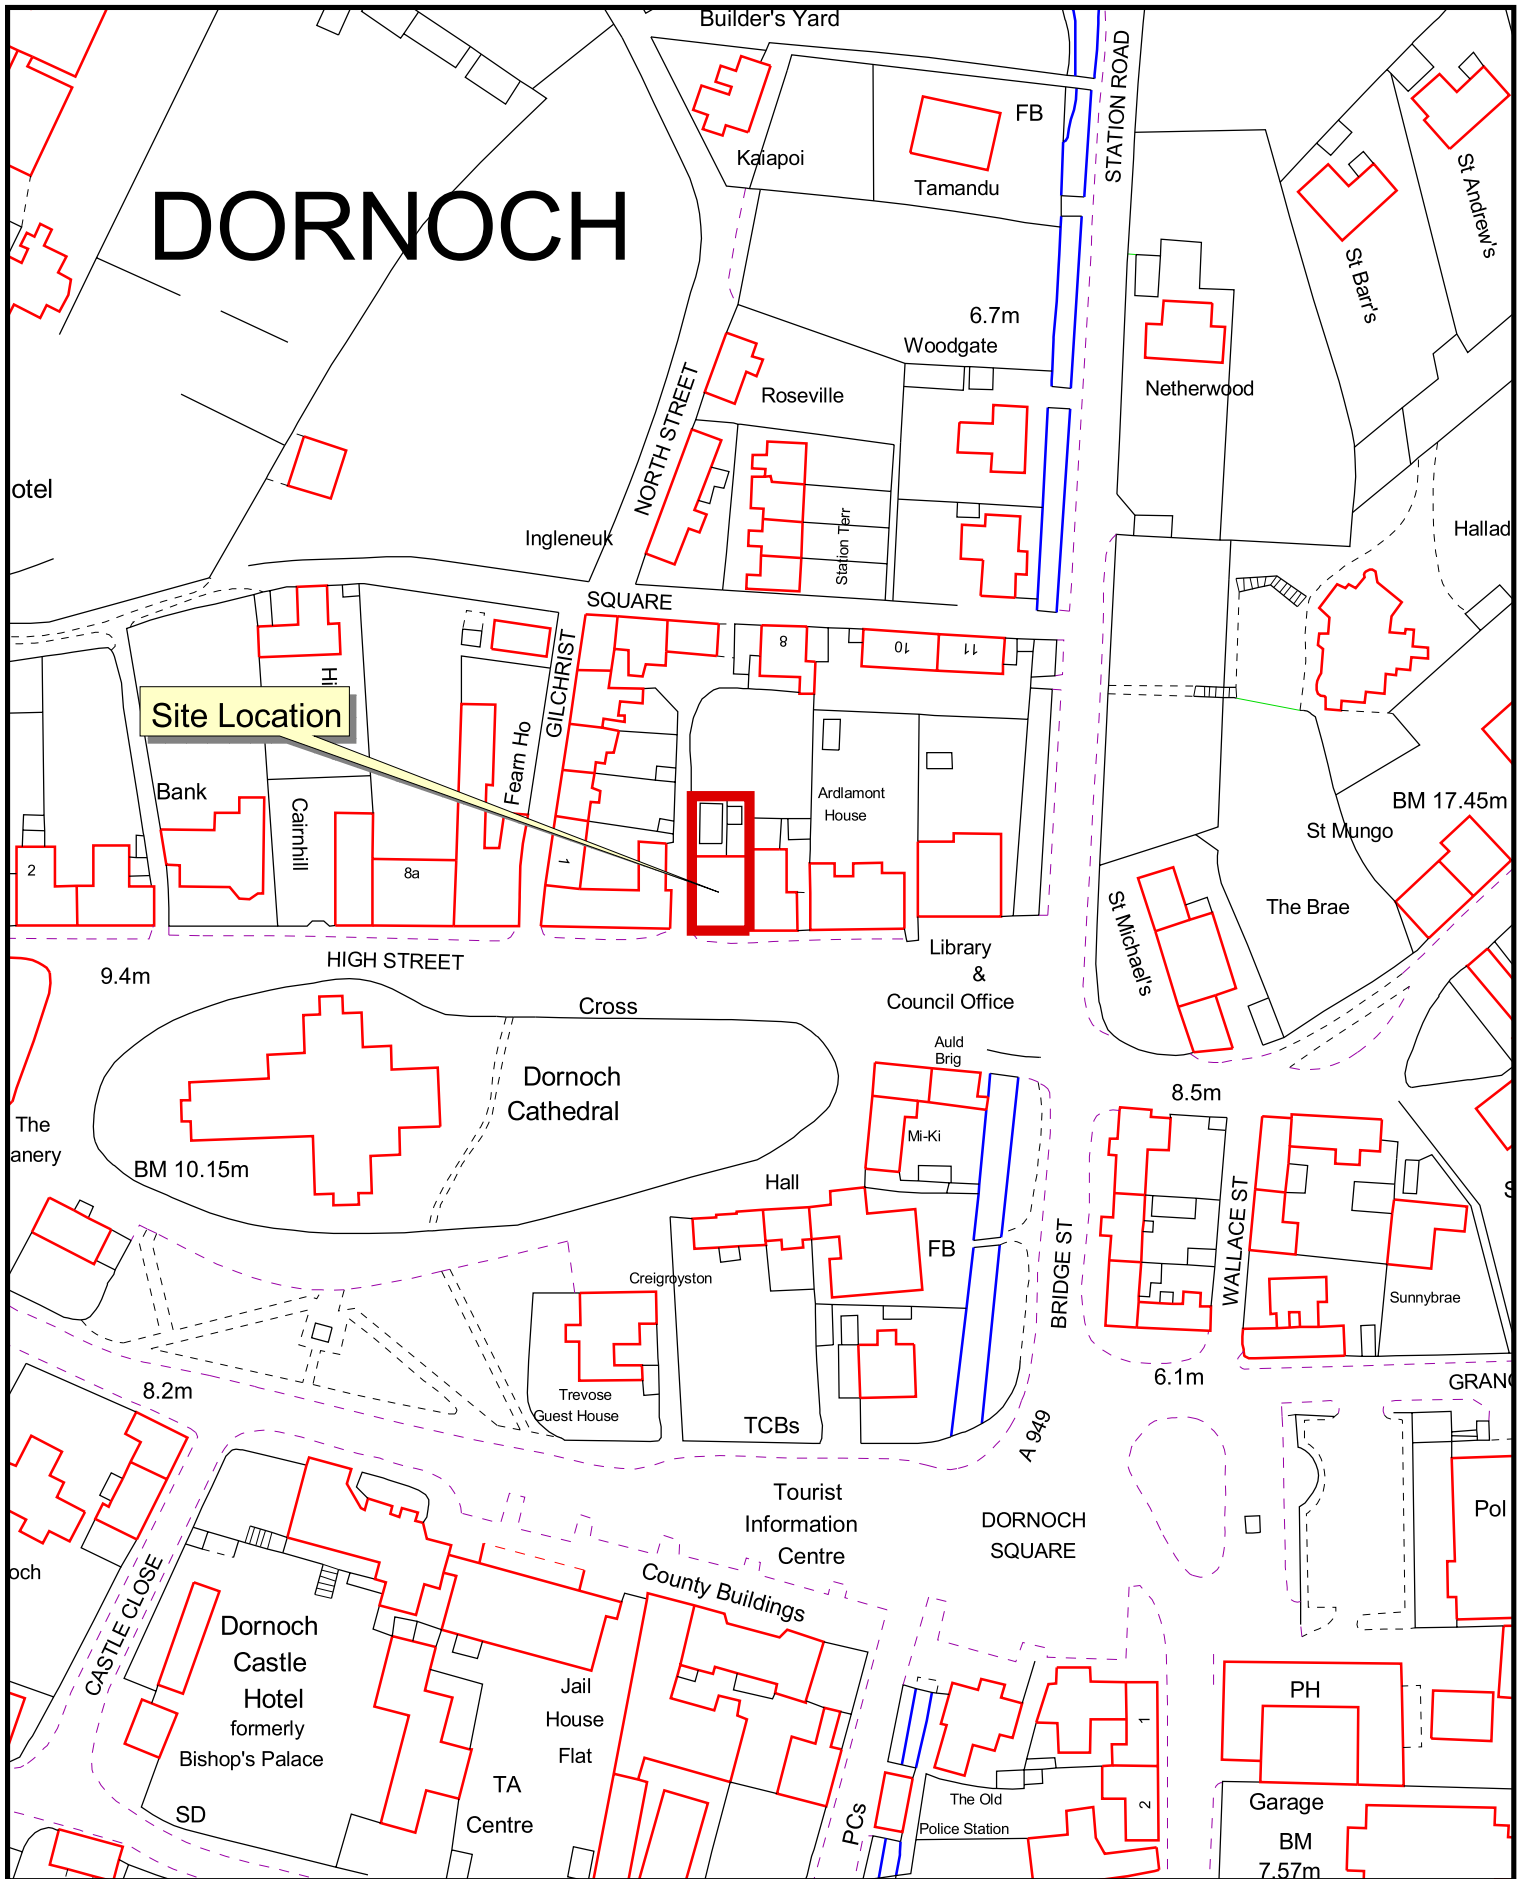 Builder's Yard
STATION ROAD
FB
Kaiapoi
Tamandu
St Andrew's
DORNOCH
St Barr's
6.7m
Woodgate
Netherwood
Roseville
NORTH STREET
otel
Station Terr
Ingleneuk
Hallad
SQUARE
8
10
11
Hi
GILCHRIST
Site Location
Fearn Ho
Bank
Cairnhill
Ardlamont
House
BM 17.45m
St Mungo
2
8a
1
The Brae
St Michael's
HIGH STREET
9.4m
Library
&
Council Office
Cross
Auld
Brig
Dornoch
Cathedral
8.5m
The
anery
Mi-Ki
BM 10.15m
Hall
WALLACE ST
S
FB
BRIDGE ST
Creigroyston
Sunnybrae
8.2m
Trevose
Guest House
6.1m
GRANG
TCBs
A 949
Tourist
Information
Centre
DORNOCH
SQUARE
Pol
och
County Buildings
CASTLE CLOSE
Dornoch
Castle
Hotel
formerly
Bishop's Palace
Jail
House
Flat
PH
1
SD
TA
Centre
PCs
The Old
Police Station
2
Garage
BM
7.57m